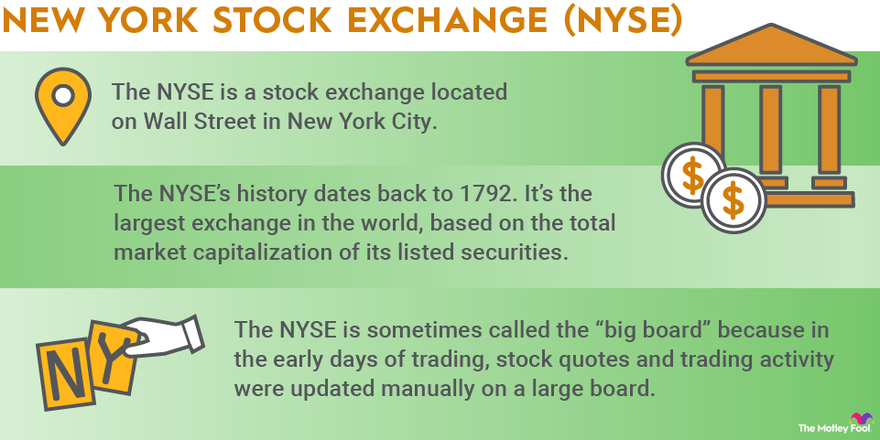 NEW YORK STOCK EXCHANGE (NYSE)
The NYSE is a stock exchange located
on Wall Street in New York City.
$ $
The NYSE’s history dates back to 1792. It’s the
largest exchange in the world, based on the total
market capitalization of its listed securities.
NY
The NYSE is sometimes called the “big board” because in
the early days of trading, stock quotes and trading activity
were updated manually on a large board.
The Motley Fool.